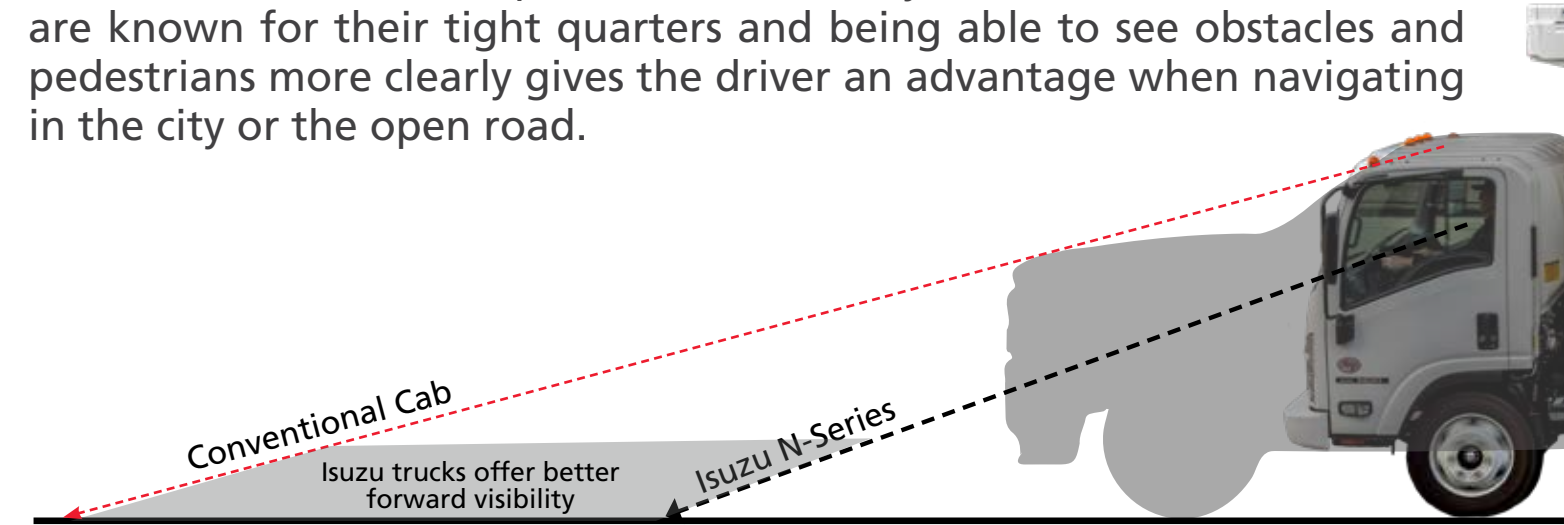 are known for their tight quarters and being able to see obstacles and
pedestrians more clearly gives the driver an advantage when navigating
in the city or the open road.
Conventional Cab
Isuzu N-Series
Isuzu trucks offer better
forward visibility